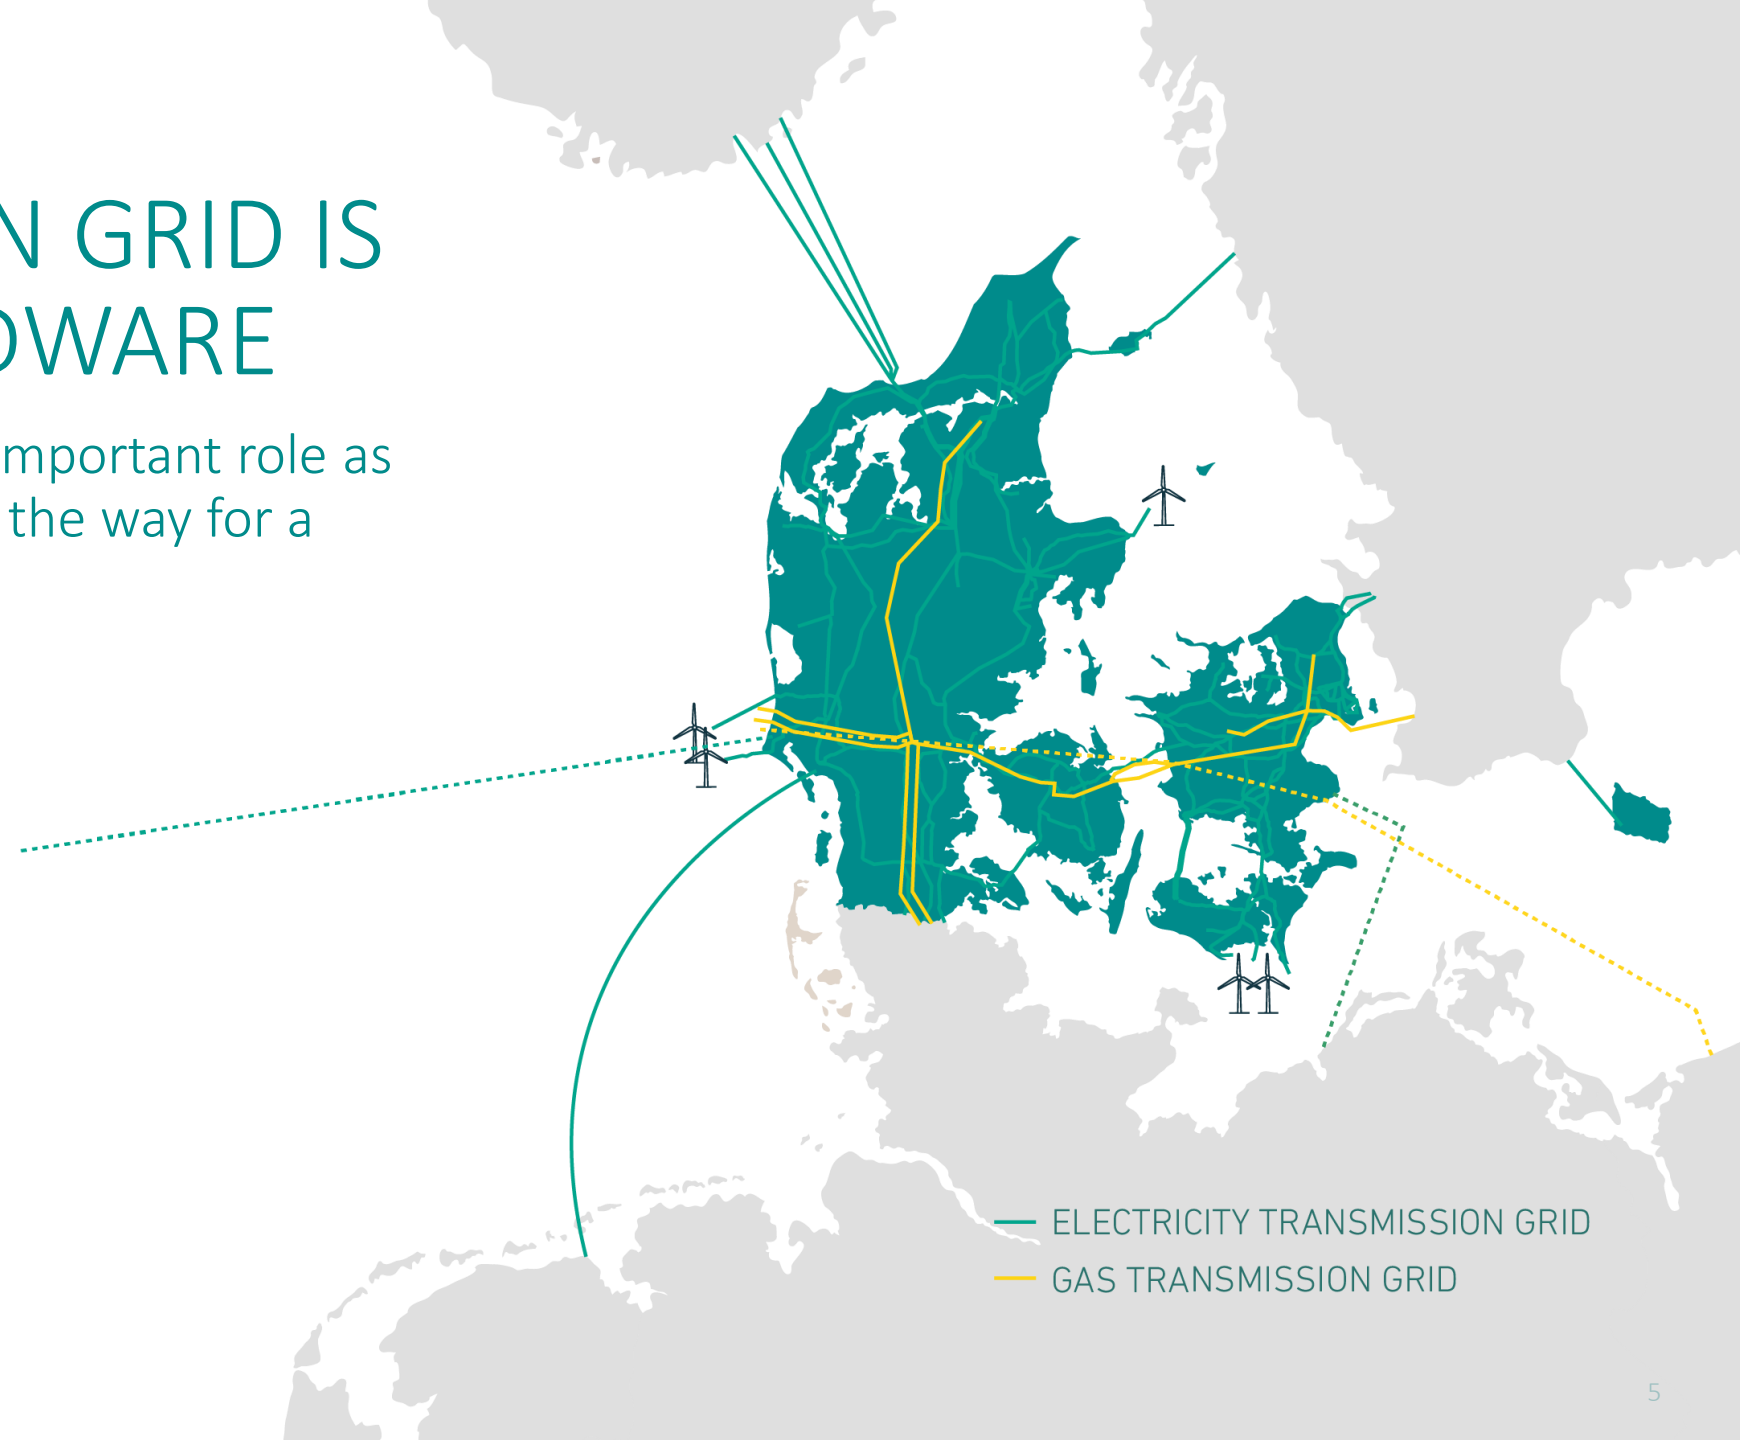 N GRID IS
DWARE
mportant role as
the way for a
ELECTRICITY TRANSMISSION GRID
GAS TRANSMISSION GRID
5